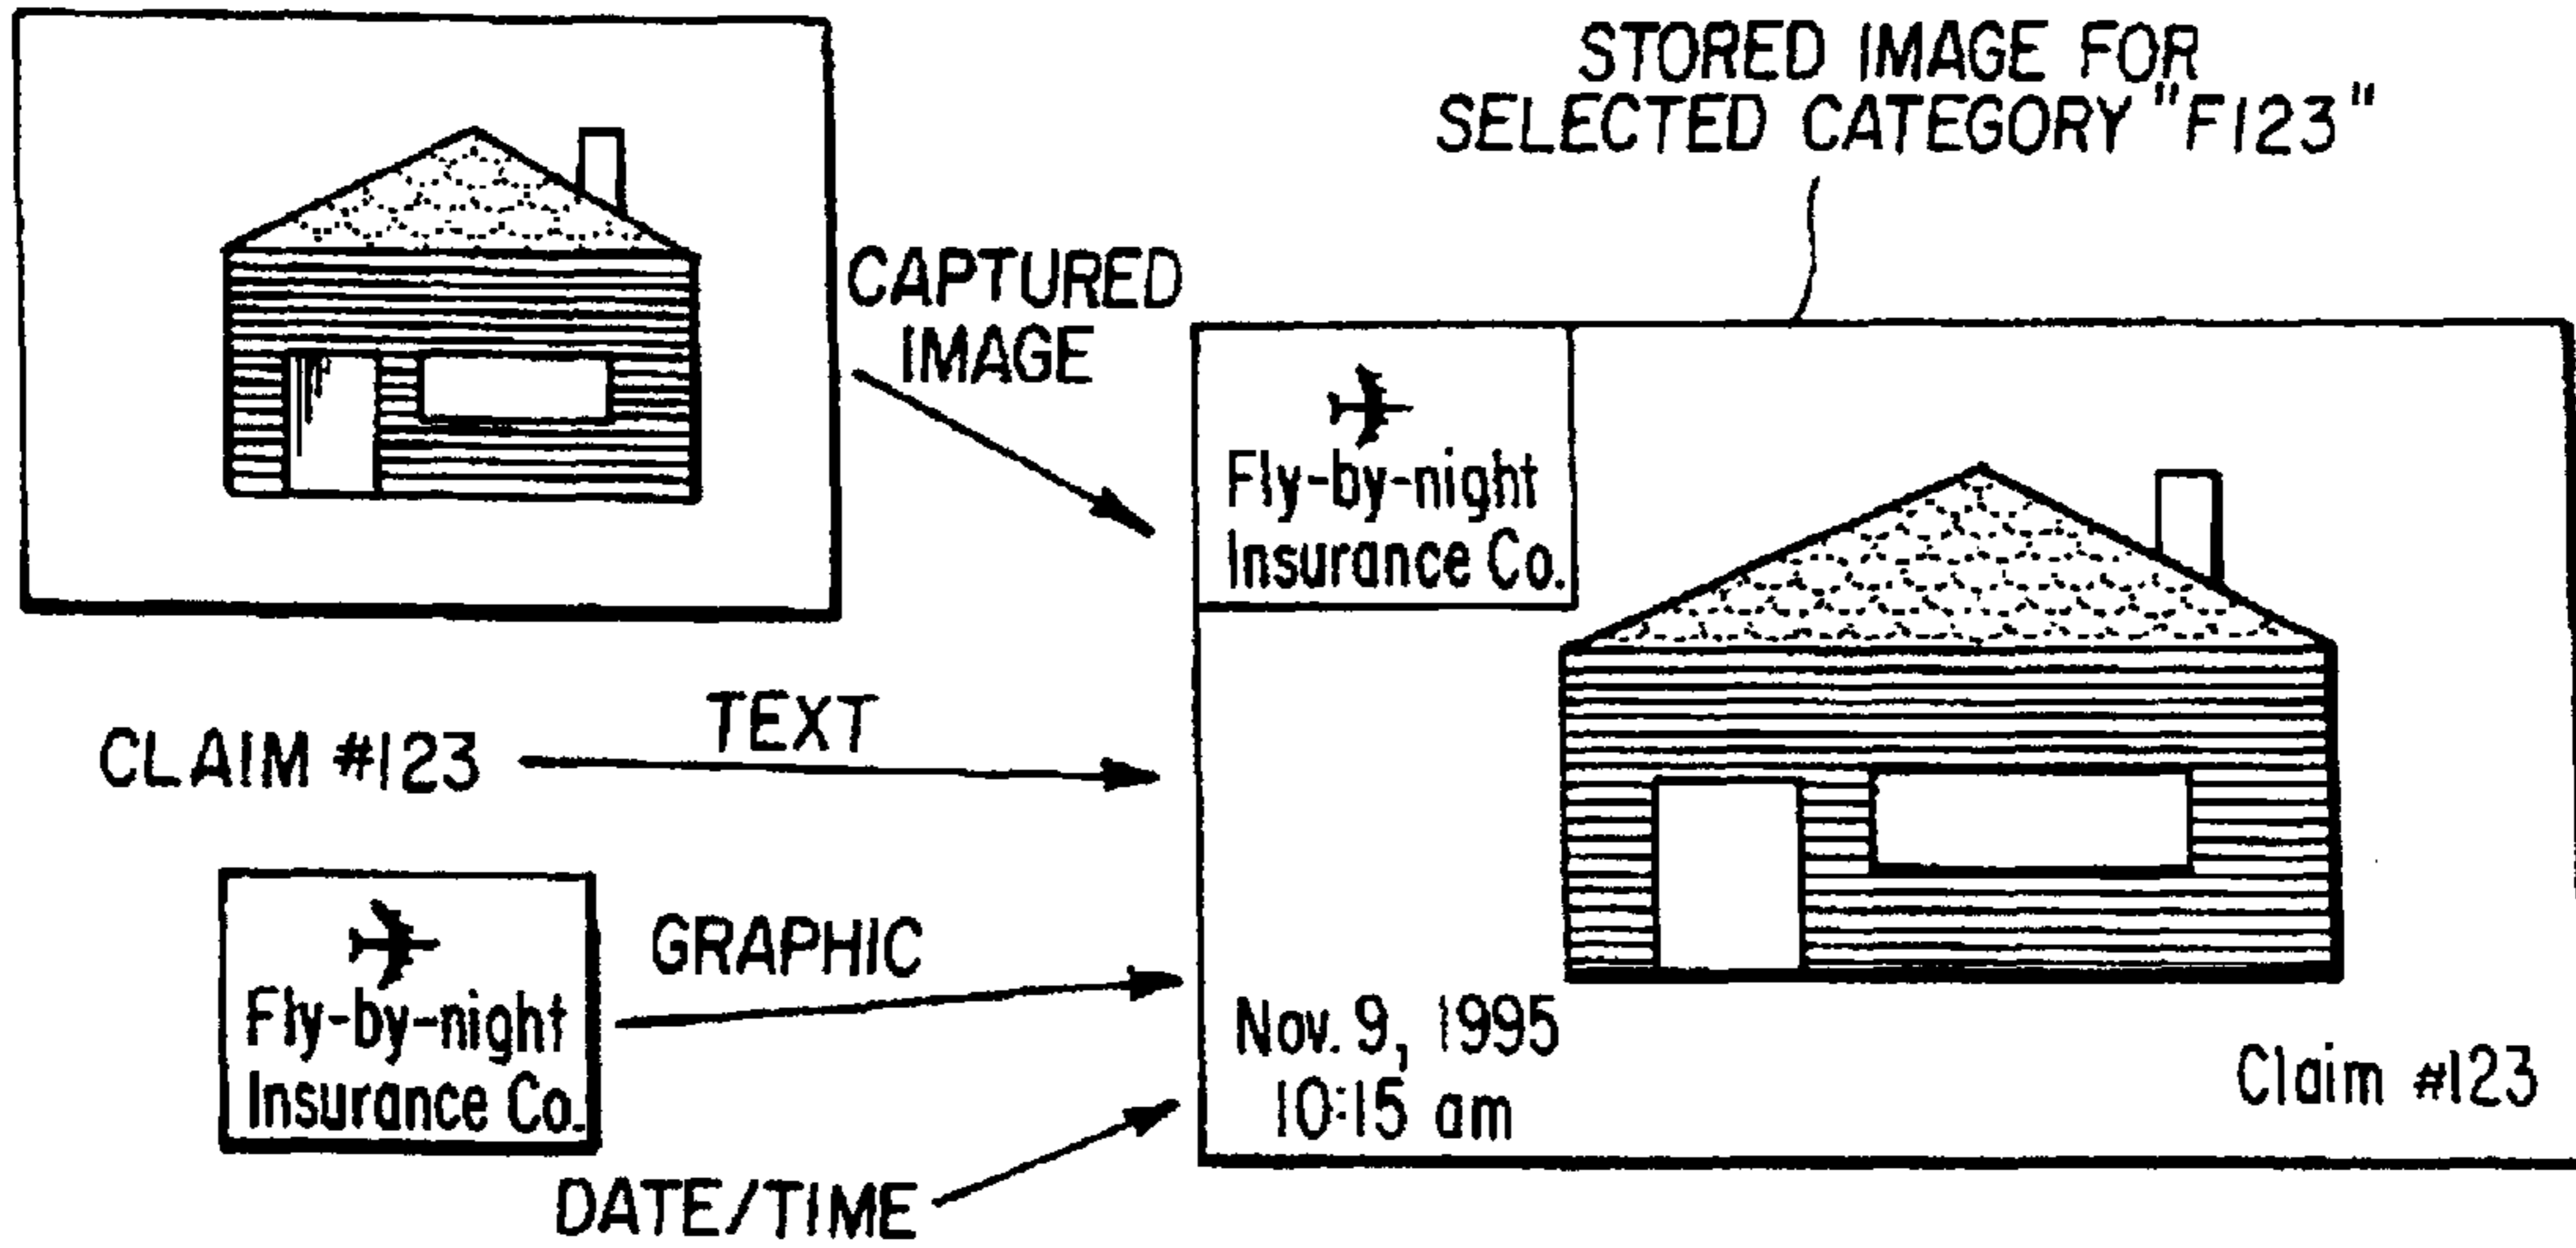 STORED IMAGE FOR
SELECTED CATEGORY "F123"
CAPTURED
IMAGE
Fly-by-night
Insurance Co.
CLAIM #123
TEXT
Fly-by-night
Insurance Co.
GRAPHIC
DATE/TIME
Nov. 9, 1995
10:15 am
Claim #123